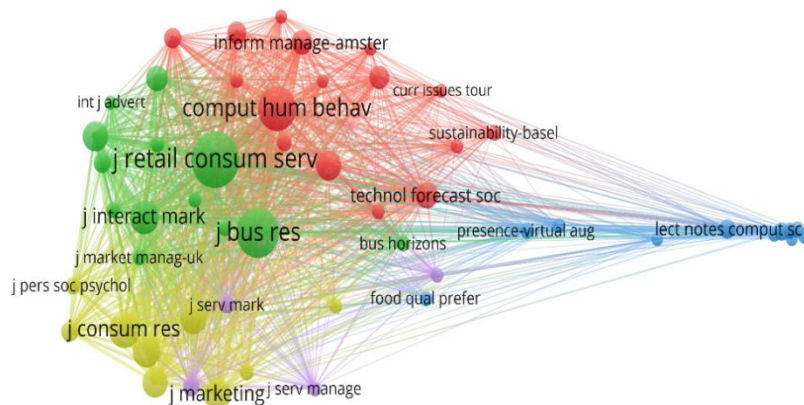 inform manage-amster
curr issues tour
int j advert
comput hum behav
sustainability-basel
j retail consum serv
technol forecast soc
j interact mark
j bus res
presence-virtual aug
lect notes comput sc
bus horizons
j market manag-uk
j pers soc psychol
food qual prefer
j serv mark
j consum res
j marketing
j serv manage